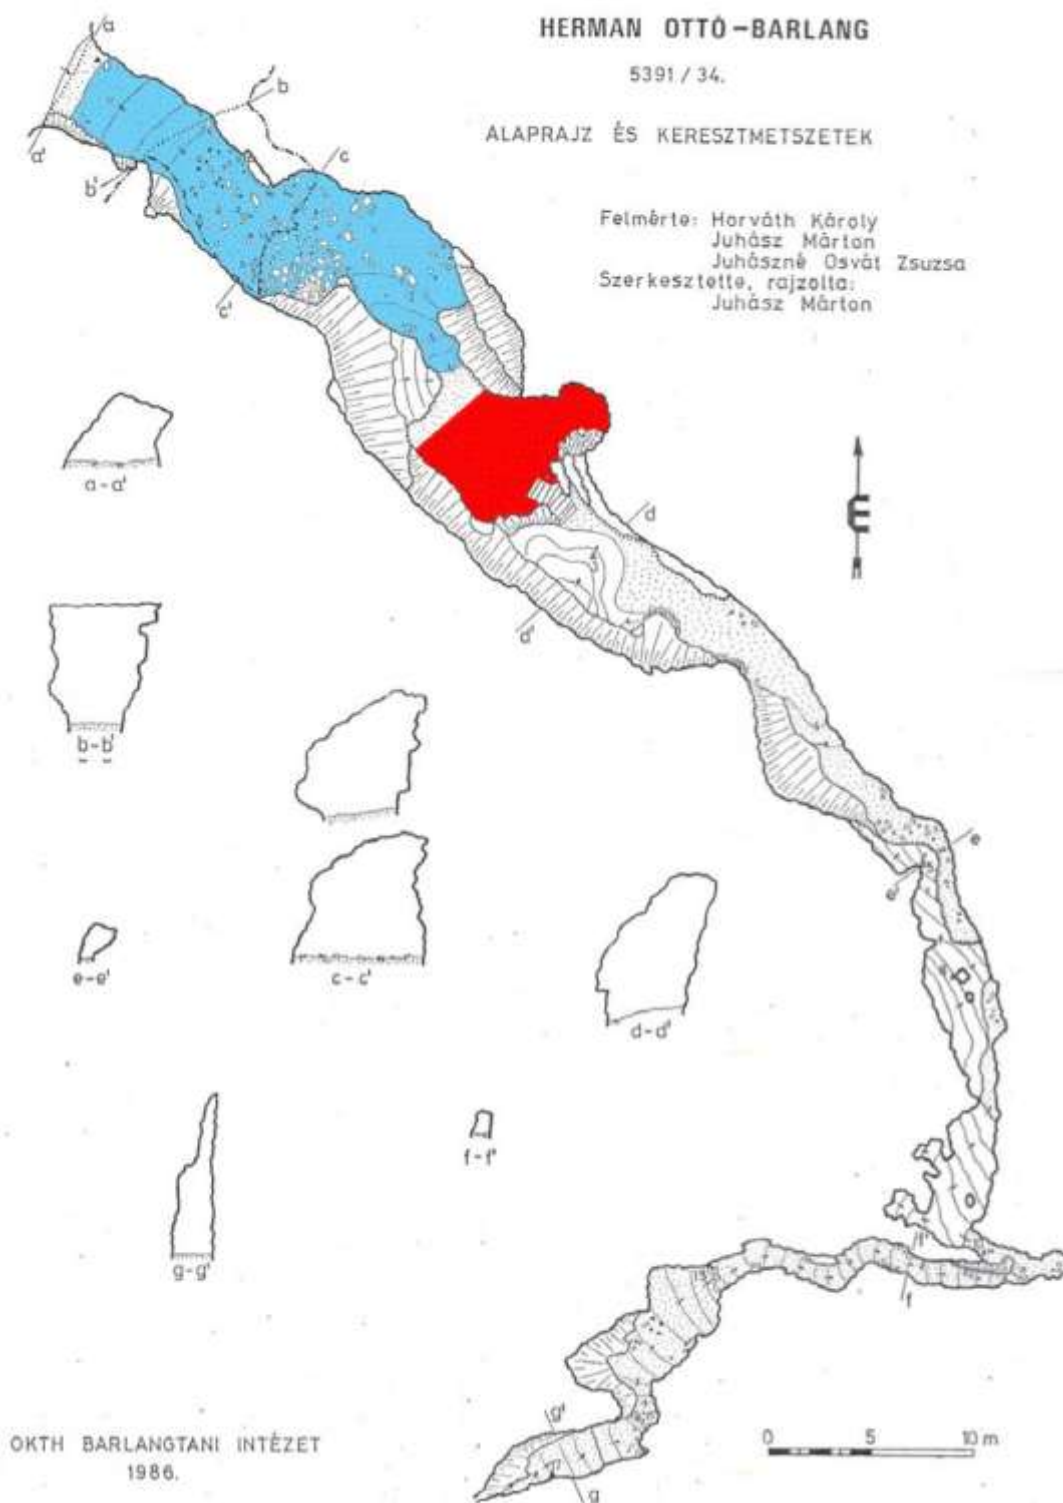 HERMAN OTTÓ-BARLANG
5391/34.
ALAPRAJZ ÉS KERESZTMETSZETEK
Felmérte: Horváth Károly
Juhász Márton
Juhászné Osvát Zsuzsa
Szerkesztette, rajzolta:
Juhász Márton
a
a'
b
b'
c
c'
d
d'
e
e'
f
f'
g'
g
a-a'
b-b'
c-c'
d-d'
e-e'
f-f'
g-g'
É
0 5 10 m
OKTH BARLANGTANI INTÉZET
1986.